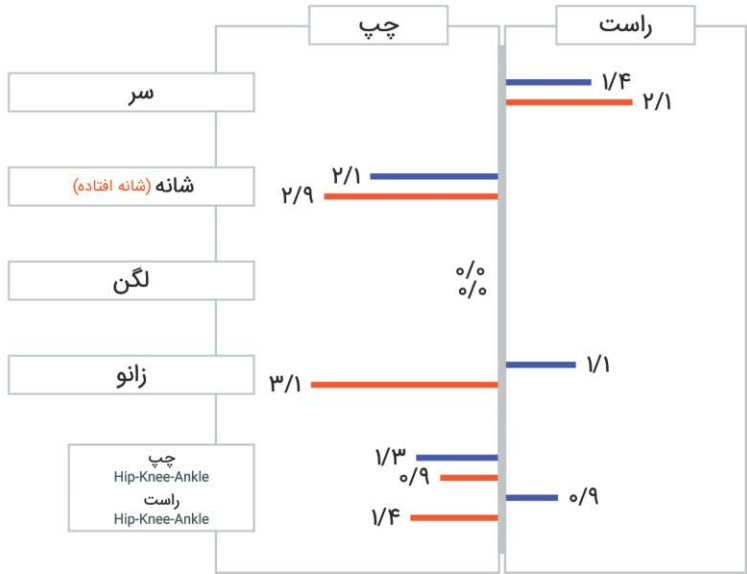 راست
چپ
سر
۱/۴
۲/۱
شانه (شانه افتاده)
۲/۱
۲/۹
لگن
۰/۰
۰/۰
زانو
۱/۱
۳/۱
چپ
Hip-Knee-Ankle
راست
Hip-Knee-Ankle
۱/۳
۰/۹
۰/۹
۱/۴